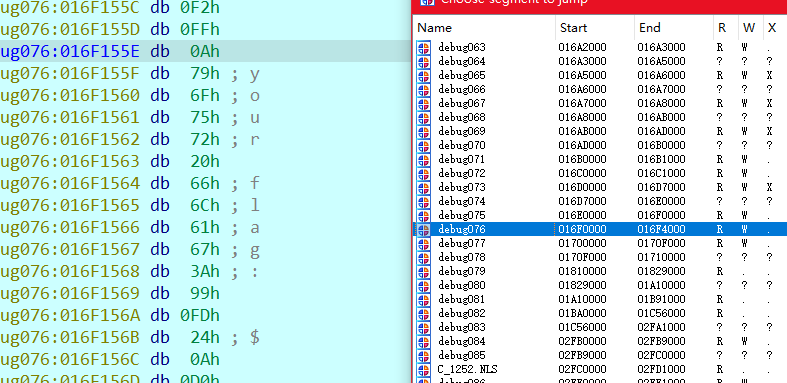 ug076:016F155C db 0F2h
ug076:016F155D db 0FFh
ug076:016F155E db 0Ah
ug076:016F155F db 79h ; y
ug076:016F1560 db 6Fh ; o
ug076:016F1561 db 75h ; u
ug076:016F1562 db 72h ; r
ug076:016F1563 db 20h
ug076:016F1564 db 66h ; f
ug076:016F1565 db 6Ch ; l
ug076:016F1566 db 61h ; a
ug076:016F1567 db 67h ; g
ug076:016F1568 db 3Ah ; :
ug076:016F1569 db 99h
ug076:016F156A db 0FDh
ug076:016F156B db 24h ; $
ug076:016F156C db 0Ah
ug076:016F156D db 0D0h
Choose segment to jump
Name Start End R W X
debug063 016A2000 016A3000 R W .
debug064 016A3000 016A5000 ? ? ?
debug065 016A5000 016A6000 R W X
debug066 016A6000 016A7000 ? ? ?
debug067 016A7000 016A8000 R W X
debug068 016A8000 016AB000 ? ? ?
debug069 016AB000 016AD000 R W X
debug070 016AD000 016B0000 ? ? ?
debug071 016B0000 016B1000 R W .
debug072 016C0000 016C1000 R W .
debug073 016D0000 016D7000 R W X
debug074 016D7000 016E0000 ? ? ?
debug075 016E0000 016F0000 R W .
debug076 016F0000 016F4000 R W .
debug077 01700000 0170F000 R W .
debug078 0170F000 01710000 ? ? ?
debug079 01810000 01829000 R . .
debug080 01829000 01A10000 ? ? ?
debug081 01A10000 01B91000 R . .
debug082 01BA0000 01C56000 R . .
debug083 01C56000 02FA1000 ? ? ?
debug084 02FB0000 02FB9000 R W .
debug085 02FB9000 02FC0000 ? ? ?
C_1252.NLS 02FC0000 02FD1000 R . .